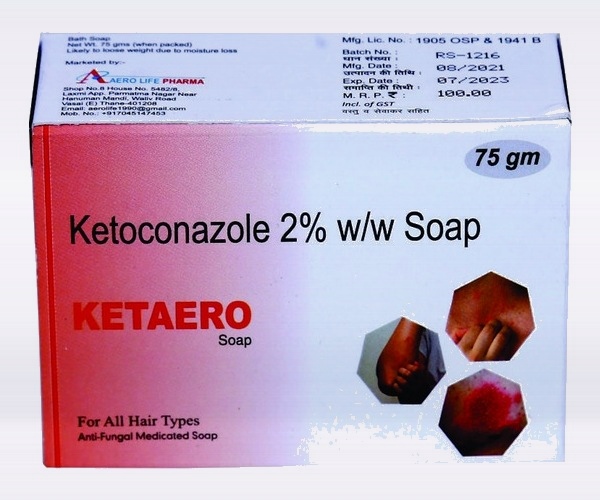 Bath Soap
Net Wt. 75 gms (when packed)
Likely to loose weight due to moisture loss
Marketed by:-
AERO LIFE PHARMA
Shop No.8 House No. 5482/8,
Laxmi App. Parmatma Nagar Near
Hanuman Mandi, Waliv Road
Vasai (E) Thane-401208
Email: aerolife1990@gmail.com
Mob. No.: +917045147453
Mfg. Lic. No. : 1905 OSP & 1941 B
Batch No. : RS-1216
घान संख्या :
Mfg. Date : 08/2021
उत्पादन की तिथि :
Exp. Date : 07/2023
समाप्ति की तिथी :
M. R. P. ₹ : 100.00
Incl. of GST
वस्तु व सेवाकर सहित
75 gm
Ketoconazole 2% w/w Soap
KETAERO
Soap
For All Hair Types
Anti-Fungal Medicated Soap